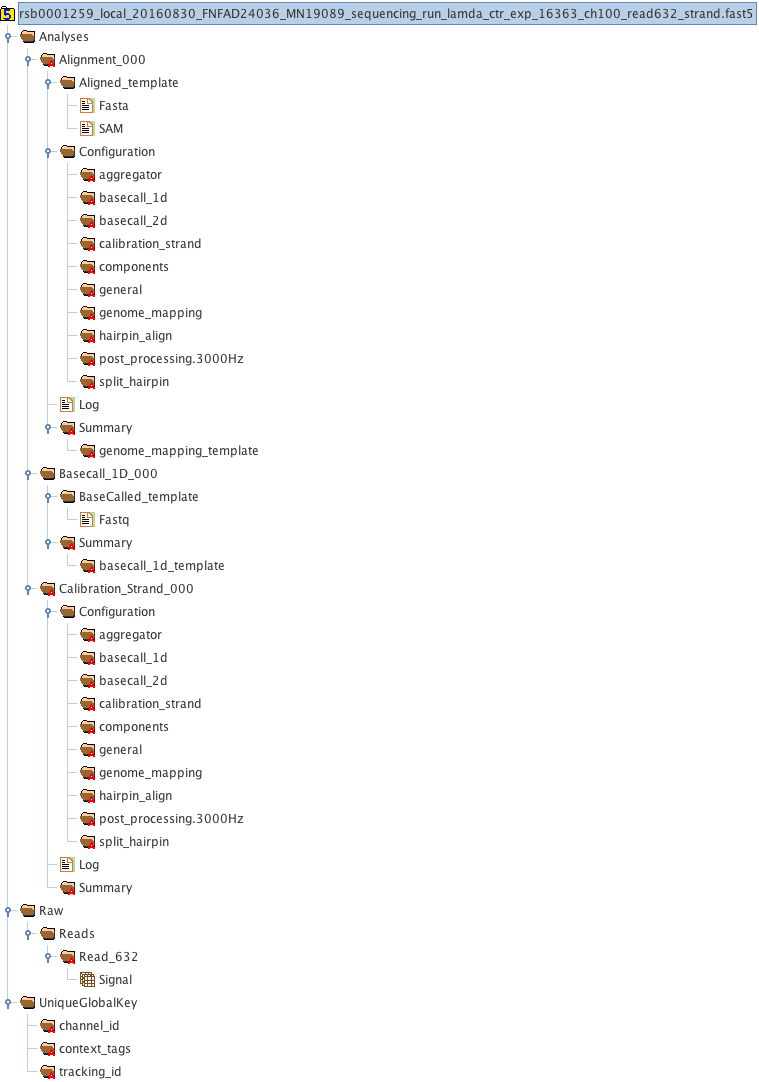 rsb0001259_local_20160830_FNFAD24036_MN19089_sequencing_run_lamda_ctr_exp_16363_ch100_read632_strand.fast5
Analyses
Alignment_000
Aligned_template
Fasta
SAM
Configuration
aggregator
basecall_1d
basecall_2d
calibration_strand
components
general
genome_mapping
hairpin_align
post_processing.3000Hz
split_hairpin
Log
Summary
genome_mapping_template
Basecall_1D_000
BaseCalled_template
Fastq
Summary
basecall_1d_template
Calibration_Strand_000
Configuration
aggregator
basecall_1d
basecall_2d
calibration_strand
components
general
genome_mapping
hairpin_align
post_processing.3000Hz
split_hairpin
Log
Summary
Raw
Reads
Read_632
Signal
UniqueGlobalKey
channel_id
context_tags
tracking_id